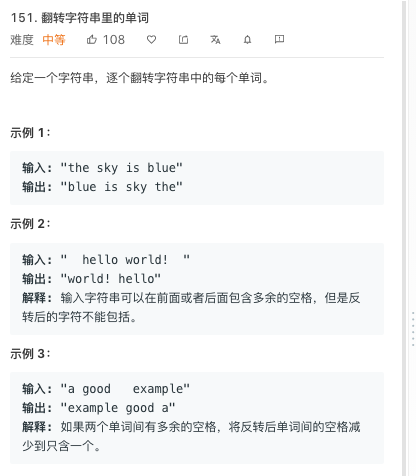 151. 翻转字符串里的单词
难度 中等 108
给定一个字符串，逐个翻转字符串中的每个单词。
示例 1：
输入: "the sky is blue"
输出: "blue is sky the"
示例 2：
输入: "  hello world!  "
输出: "world! hello"
解释: 输入字符串可以在前面或者后面包含多余的空格，但是反
转后的字符不能包括。
示例 3：
输入: "a good   example"
输出: "example good a"
解释: 如果两个单词间有多余的空格，将反转后单词间的空格减
少到只含一个。